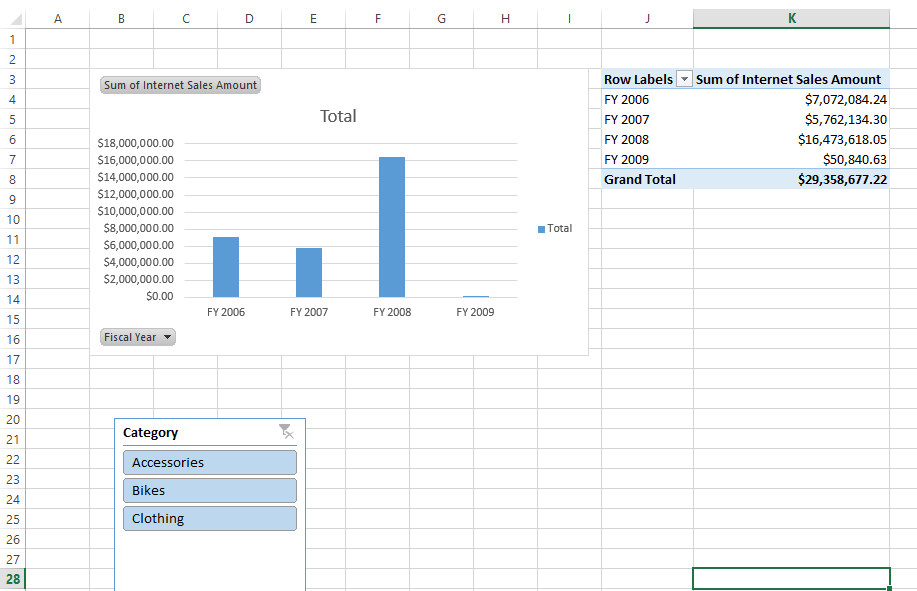 A B C D E F G H I J K
1
2
3
4
5
6
7
8
9
10
11
12
13
14
15
16
17
18
19
20
21
22
23
24
25
26
27
28
Sum of Internet Sales Amount
Total
$18,000,000.00
$16,000,000.00
$14,000,000.00
$12,000,000.00
$10,000,000.00
$8,000,000.00
$6,000,000.00
$4,000,000.00
$2,000,000.00
$0.00
FY 2006 FY 2007 FY 2008 FY 2009
Total
Fiscal Year
Row Labels Sum of Internet Sales Amount
FY 2006 $7,072,084.24
FY 2007 $5,762,134.30
FY 2008 $16,473,618.05
FY 2009 $50,840.63
Grand Total $29,358,677.22
Category
Accessories
Bikes
Clothing